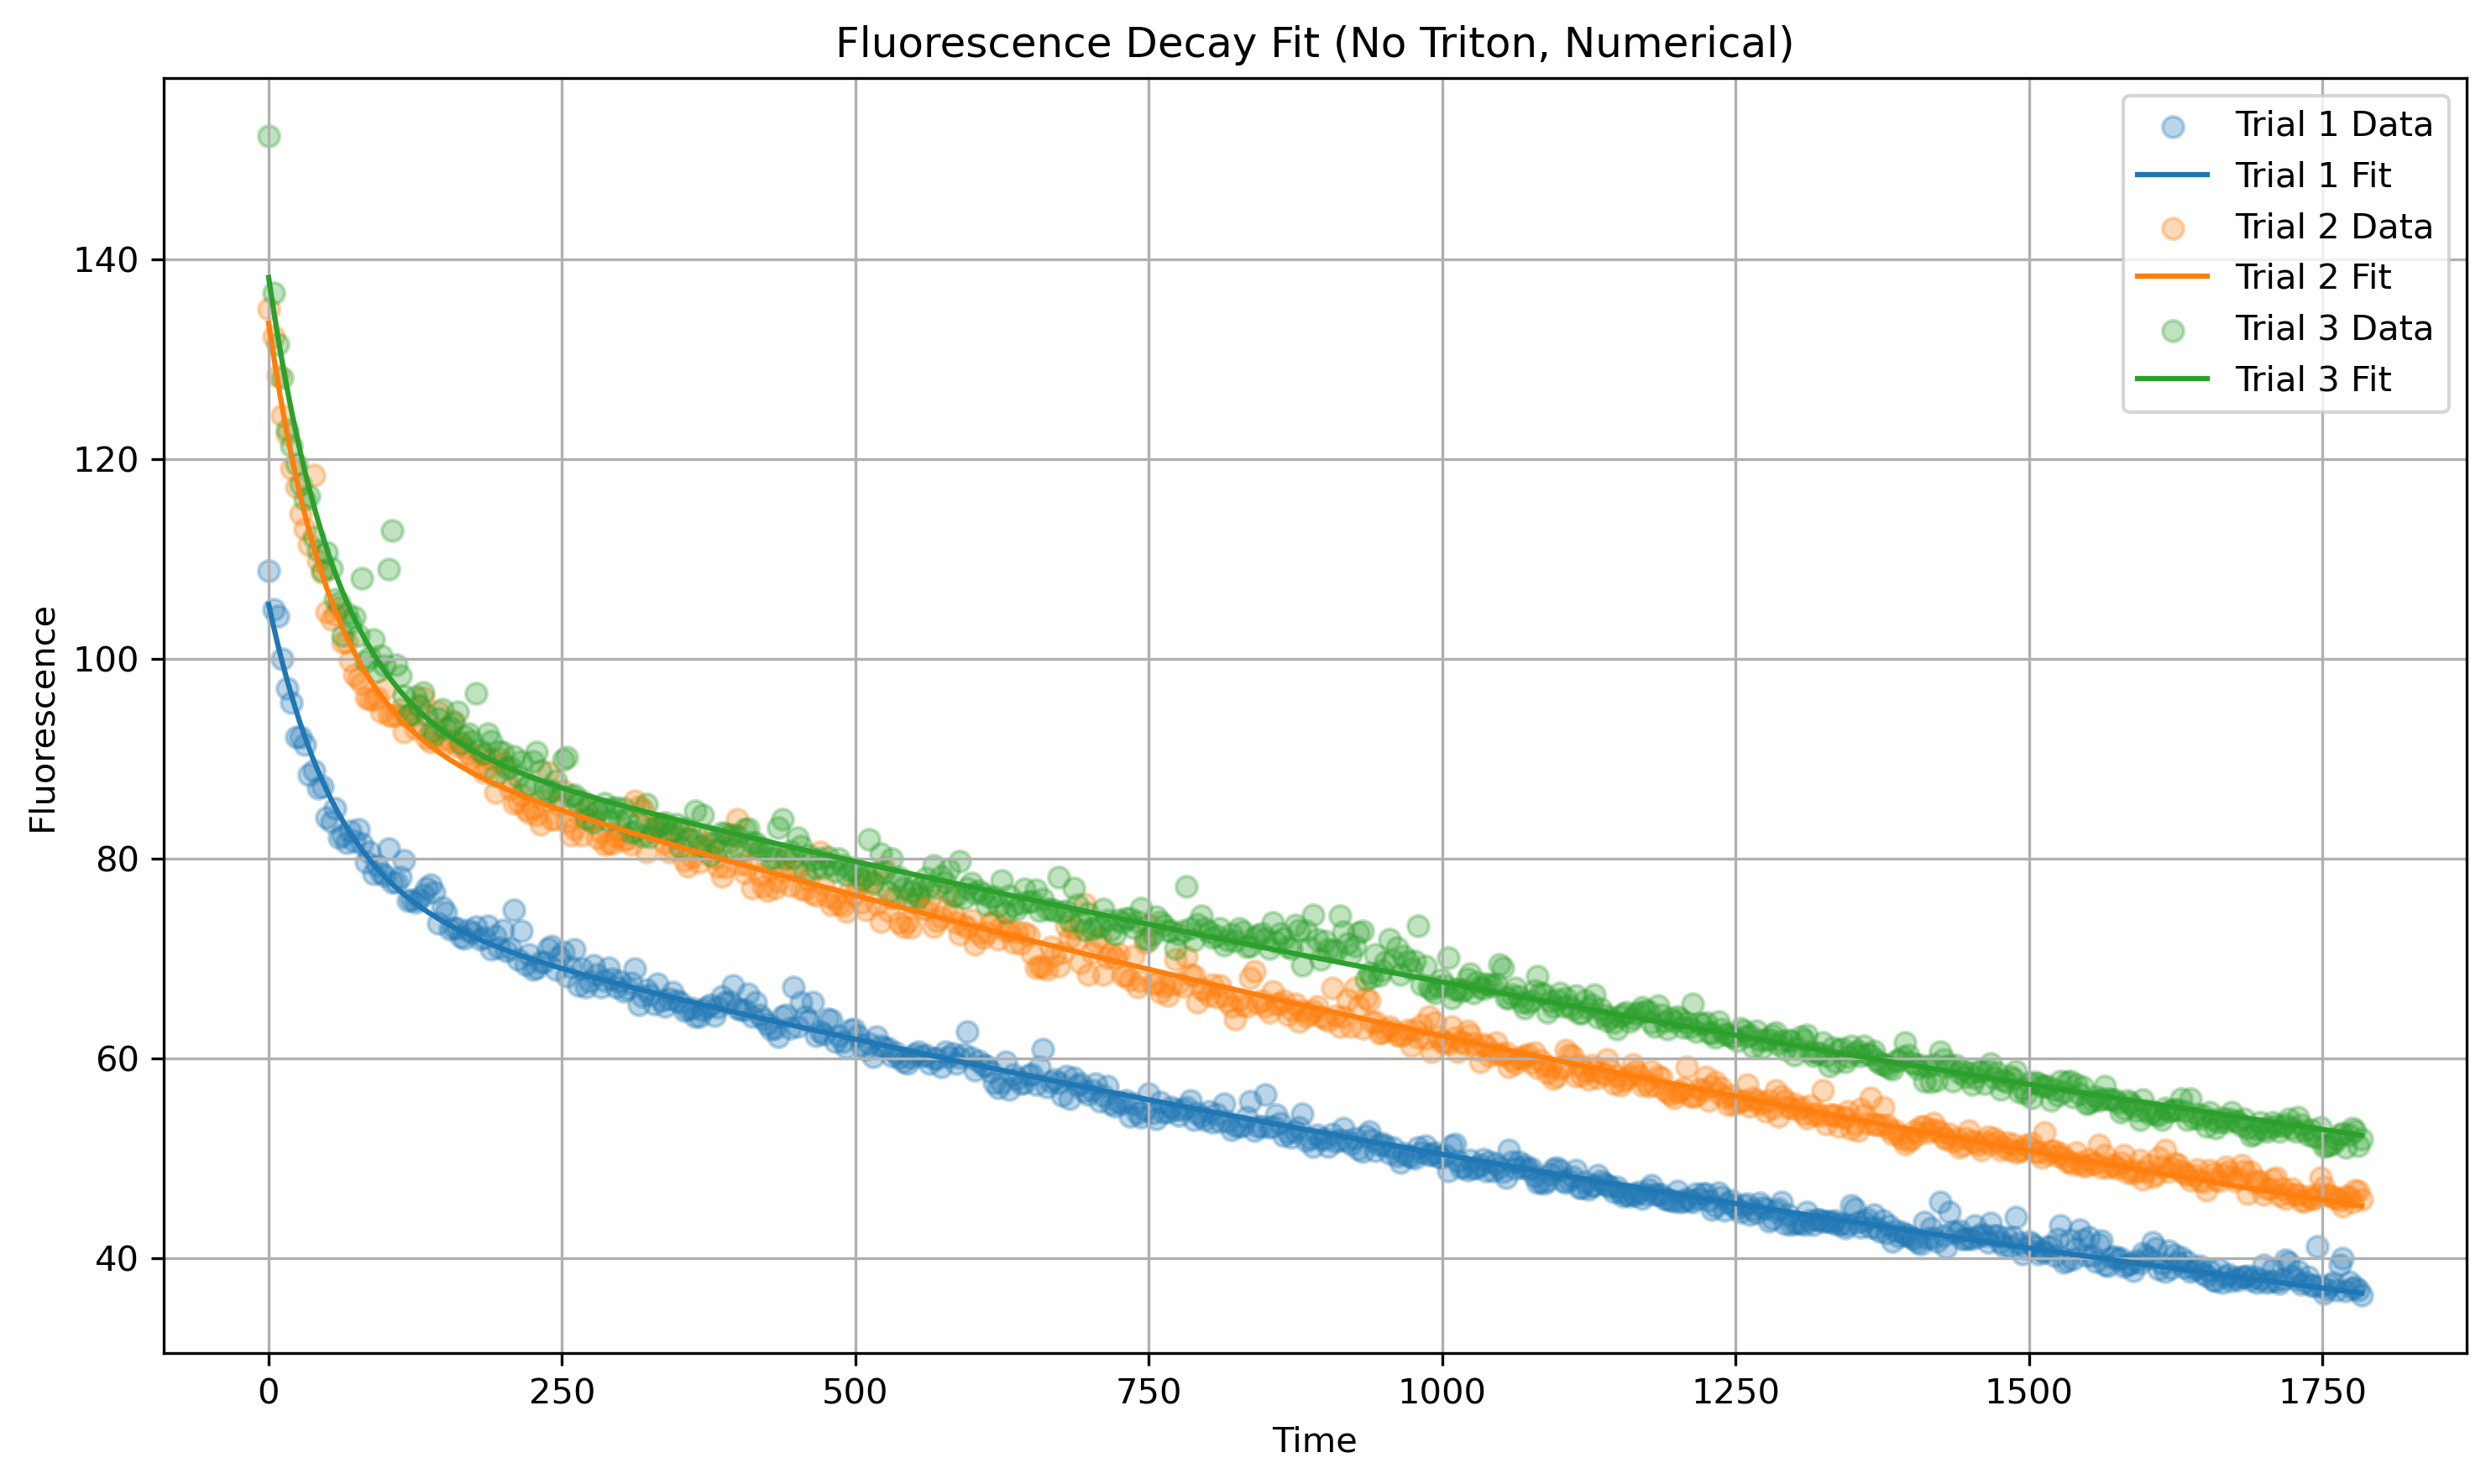 Fluorescence Decay Fit (No Triton, Numerical)
Trial 1 Data
Trial 1 Fit
Trial 2 Data
Trial 2 Fit
Trial 3 Data
Trial 3 Fit
Fluorescence
140
120
100
80
60
40
0 250 500 750 1000 1250 1500 1750
Time